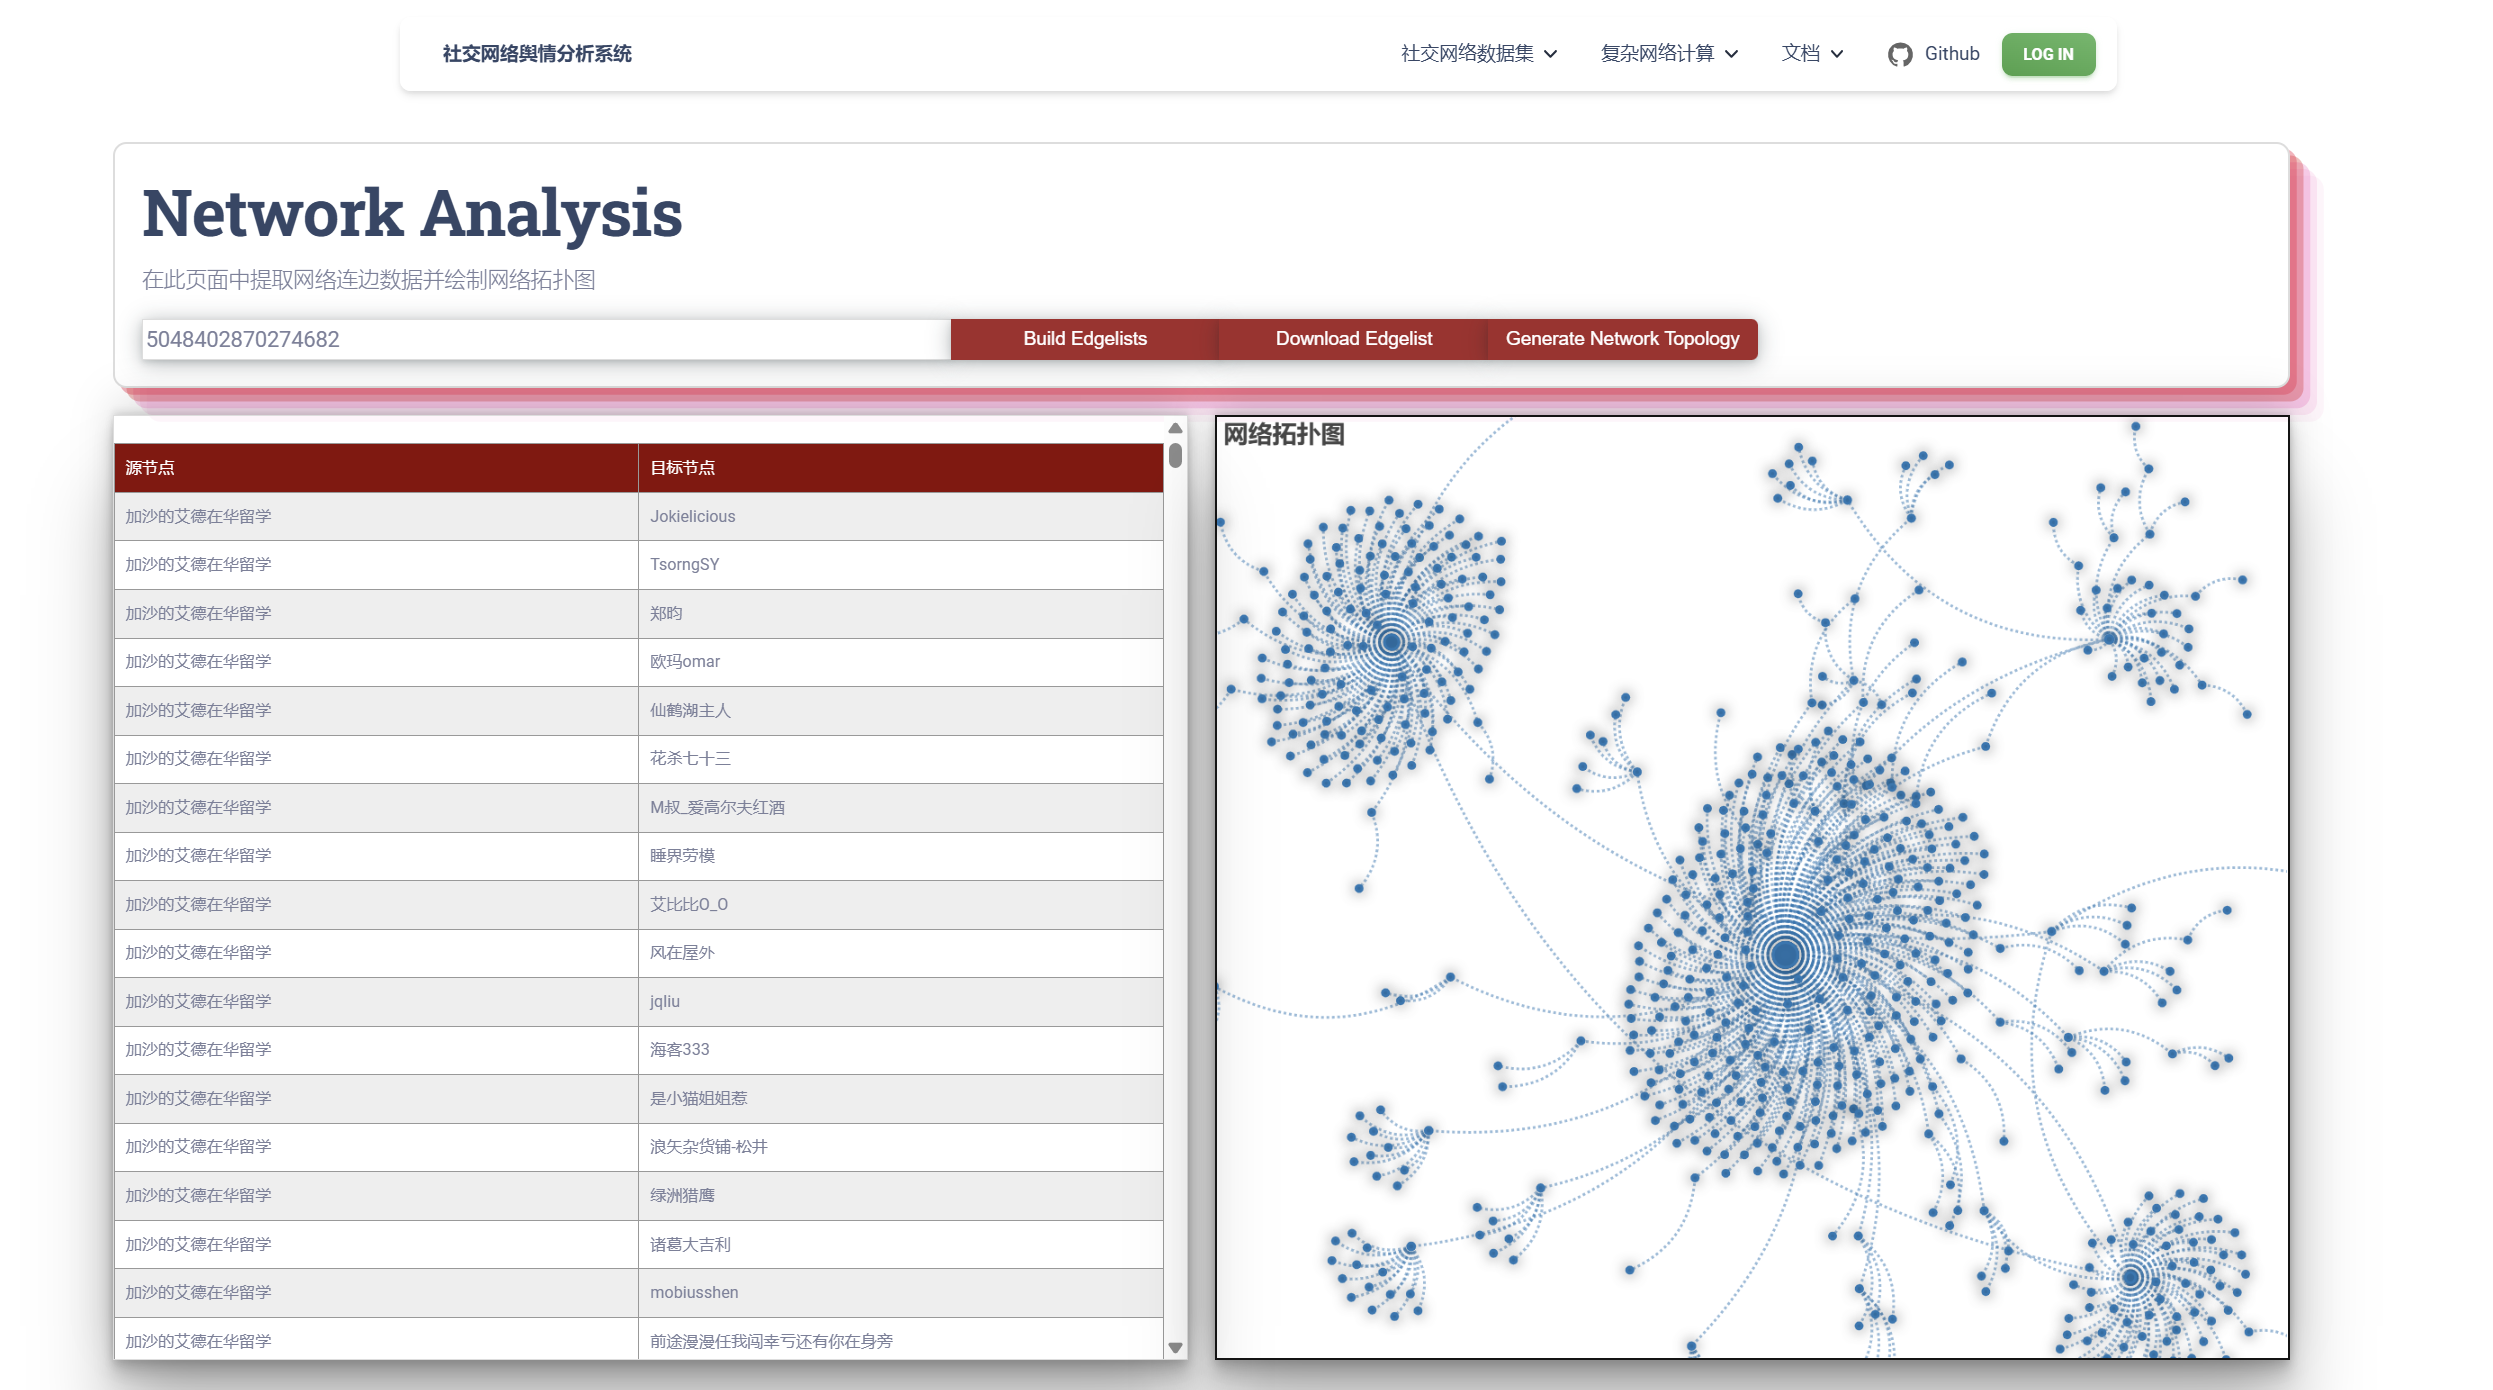 社交网络舆情分析系统
社交网络数据集
复杂网络计算
文档
Github
LOG IN
Network Analysis
在此页面中提取网络连边数据并绘制网络拓扑图
5048402870274682
Build Edgelists
Download Edgelist
Generate Network Topology
源节点 目标节点
加沙的艾德在华留学 Jokielicious
加沙的艾德在华留学 TsorngSY
加沙的艾德在华留学 郑昀
加沙的艾德在华留学 欧玛omar
加沙的艾德在华留学 仙鹤湖主人
加沙的艾德在华留学 花杀七十三
加沙的艾德在华留学 M叔_爱高尔夫红酒
加沙的艾德在华留学 睡界劳模
加沙的艾德在华留学 艾比比O_O
加沙的艾德在华留学 风在屋外
加沙的艾德在华留学 jqliu
加沙的艾德在华留学 海客333
加沙的艾德在华留学 是小猫姐姐惹
加沙的艾德在华留学 浪矢杂货铺-松井
加沙的艾德在华留学 绿洲猎鹰
加沙的艾德在华留学 诸葛大吉利
加沙的艾德在华留学 mobiusshen
加沙的艾德在华留学 前途漫漫任我闯幸亏还有你在身旁
网络拓扑图